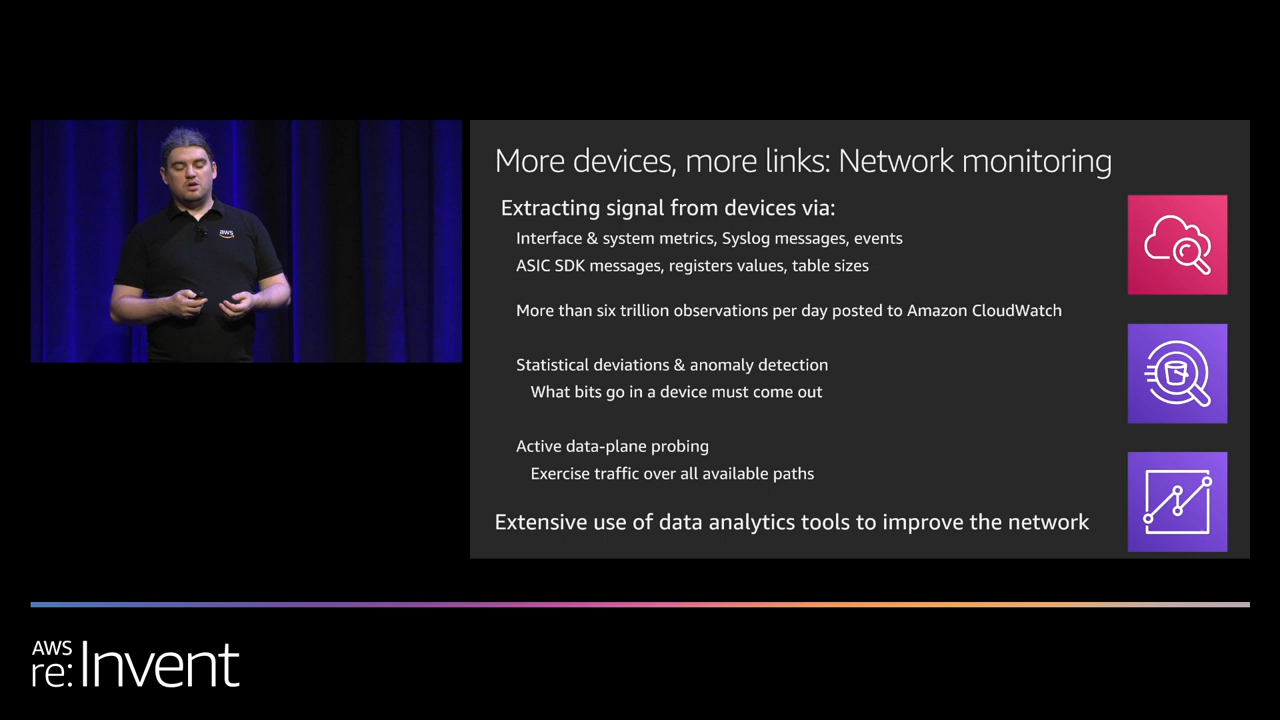 aws
More devices, more links: Network monitoring
Extracting signal from devices via:
Interface & system metrics, Syslog messages, events
ASIC SDK messages, registers values, table sizes
More than six trillion observations per day posted to Amazon CloudWatch
Statistical deviations & anomaly detection
What bits go in a device must come out
Active data-plane probing
Exercise traffic over all available paths
Extensive use of data analytics tools to improve the network
AWS
re:Invent